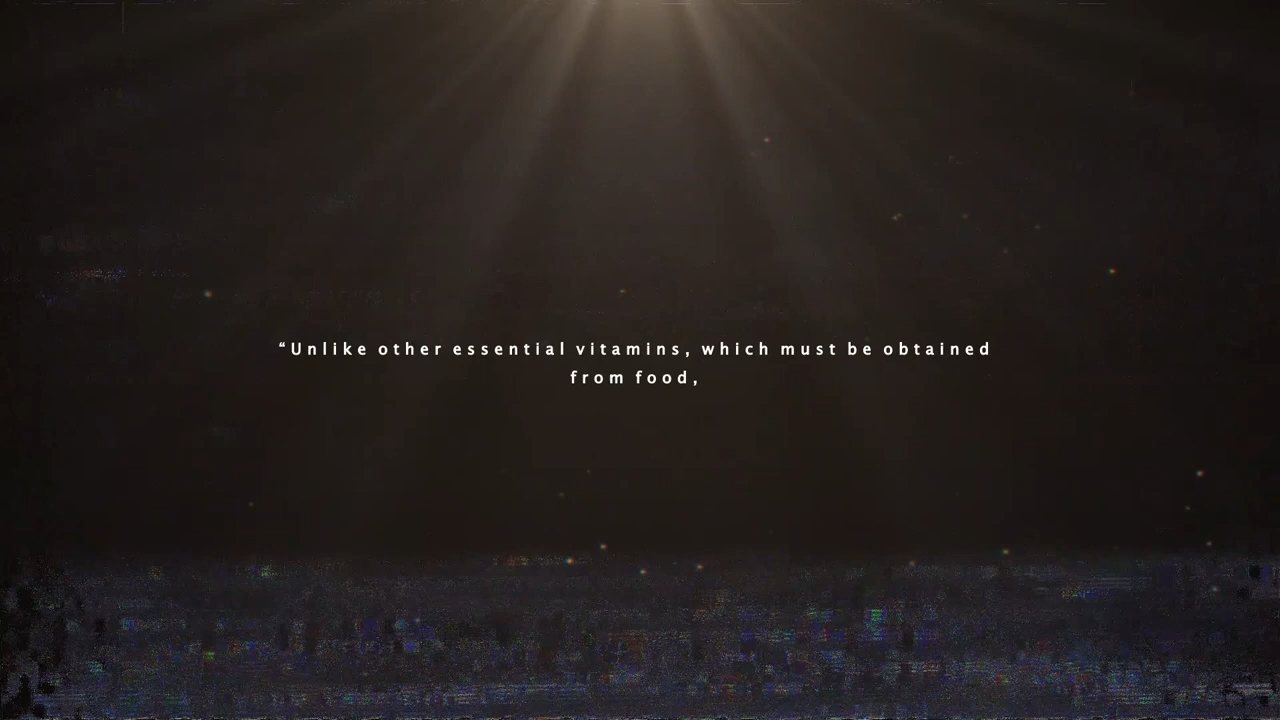 “Unlike other essential vitamins, which must be obtained
from food,